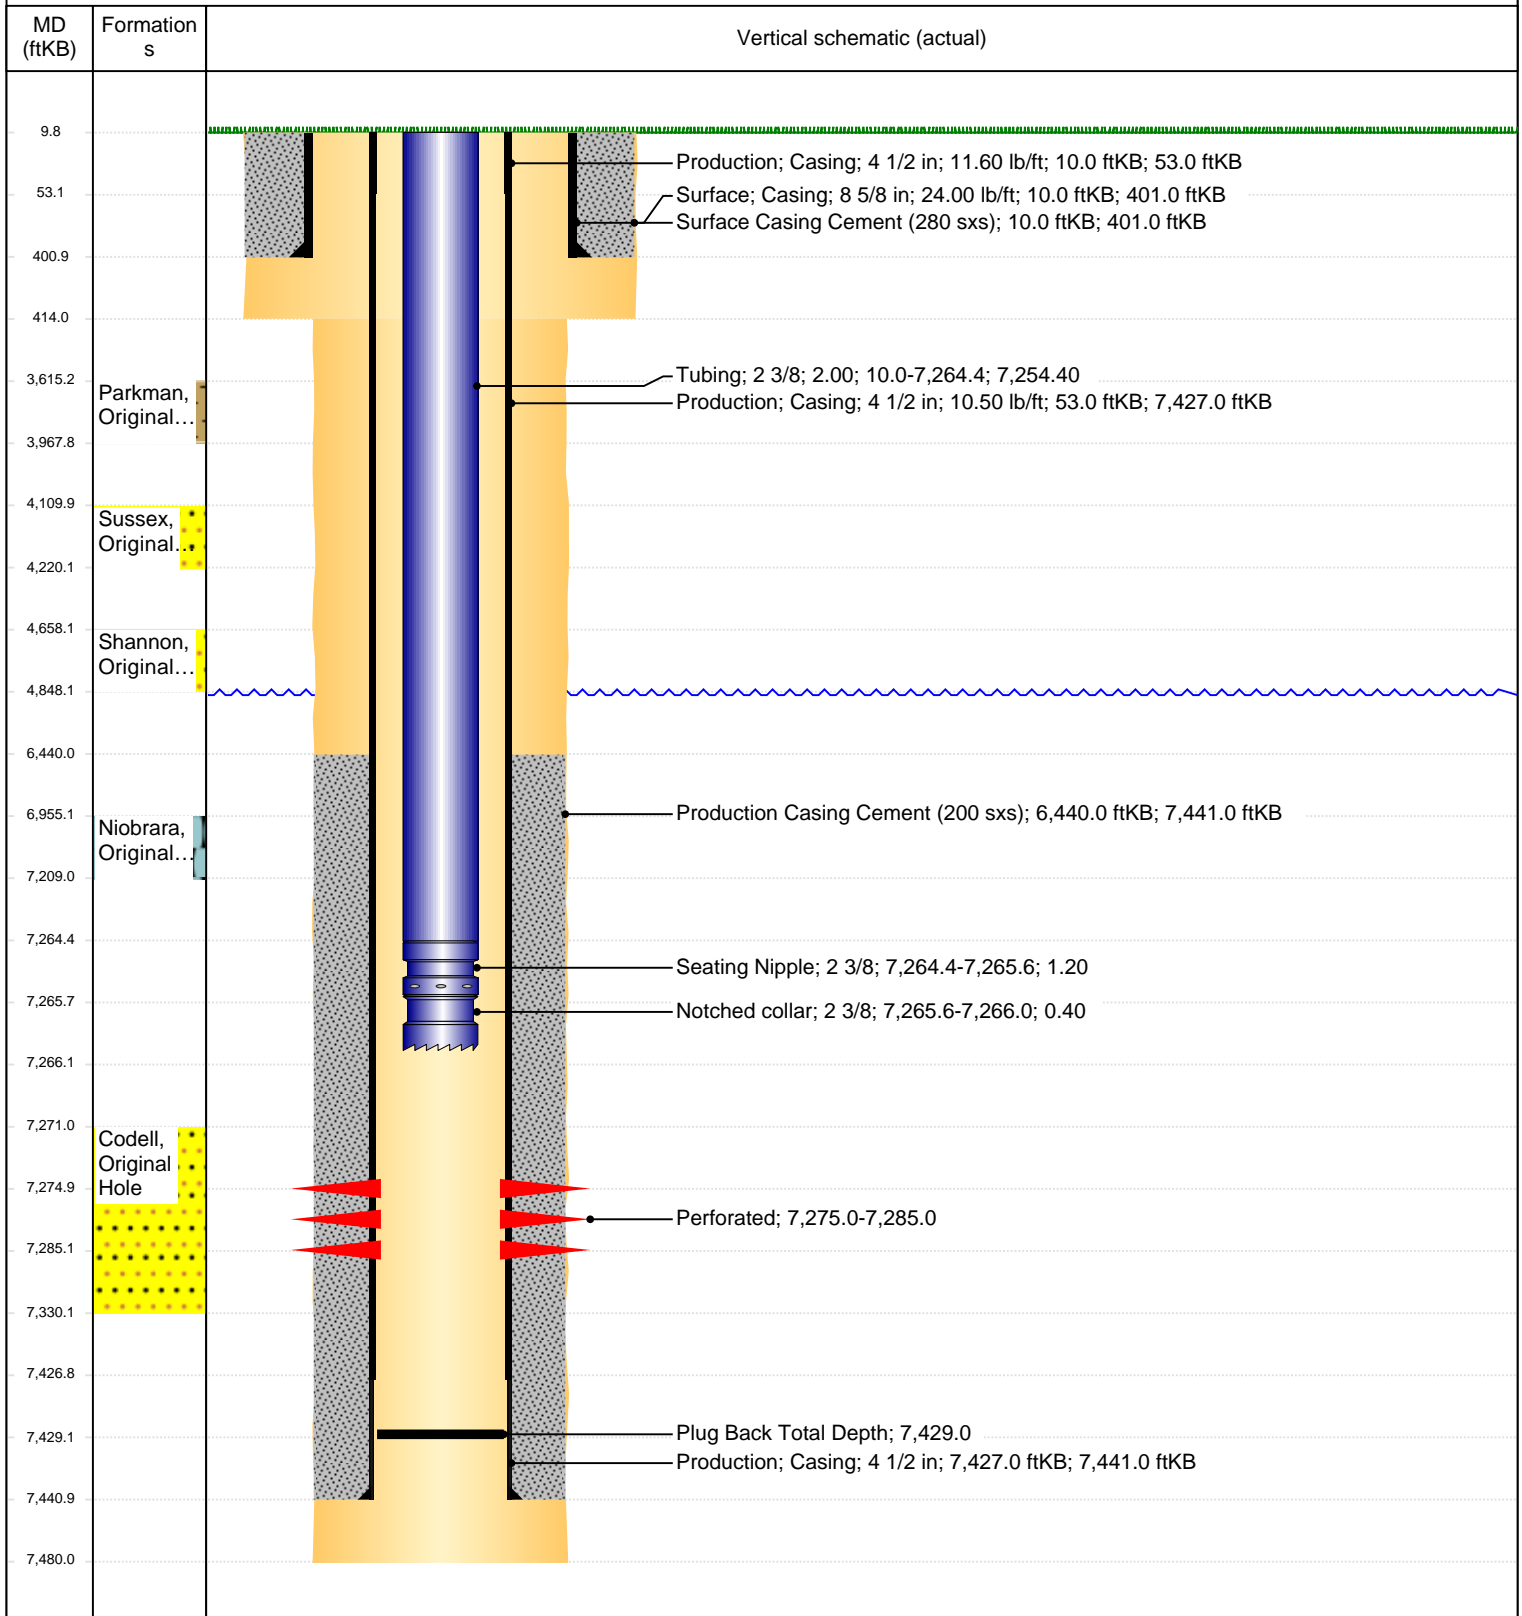 MD
(ftKB)
Formation
s
Vertical schematic (actual)
9.8
Production; Casing; 4 1/2 in; 11.60 lb/ft; 10.0 ftKB; 53.0 ftKB
53.1
Surface; Casing; 8 5/8 in; 24.00 lb/ft; 10.0 ftKB; 401.0 ftKB
Surface Casing Cement (280 sxs); 10.0 ftKB; 401.0 ftKB
400.9
414.0
3,615.2
Tubing; 2 3/8; 2.00; 10.0-7,264.4; 7,254.40
Parkman,
Original…
Production; Casing; 4 1/2 in; 10.50 lb/ft; 53.0 ftKB; 7,427.0 ftKB
3,967.8
4,109.9
Sussex,
Original…
4,220.1
4,658.1
Shannon,
Original…
4,848.1
6,440.0
6,955.1
Production Casing Cement (200 sxs); 6,440.0 ftKB; 7,441.0 ftKB
Niobrara,
Original…
7,209.0
7,264.4
Seating Nipple; 2 3/8; 7,264.4-7,265.6; 1.20
7,265.7
Notched collar; 2 3/8; 7,265.6-7,266.0; 0.40
7,266.1
7,271.0
Codell,
Original
Hole
7,274.9
Perforated; 7,275.0-7,285.0
7,285.1
7,330.1
7,426.8
7,429.1
Plug Back Total Depth; 7,429.0
Production; Casing; 4 1/2 in; 7,427.0 ftKB; 7,441.0 ftKB
7,440.9
7,480.0